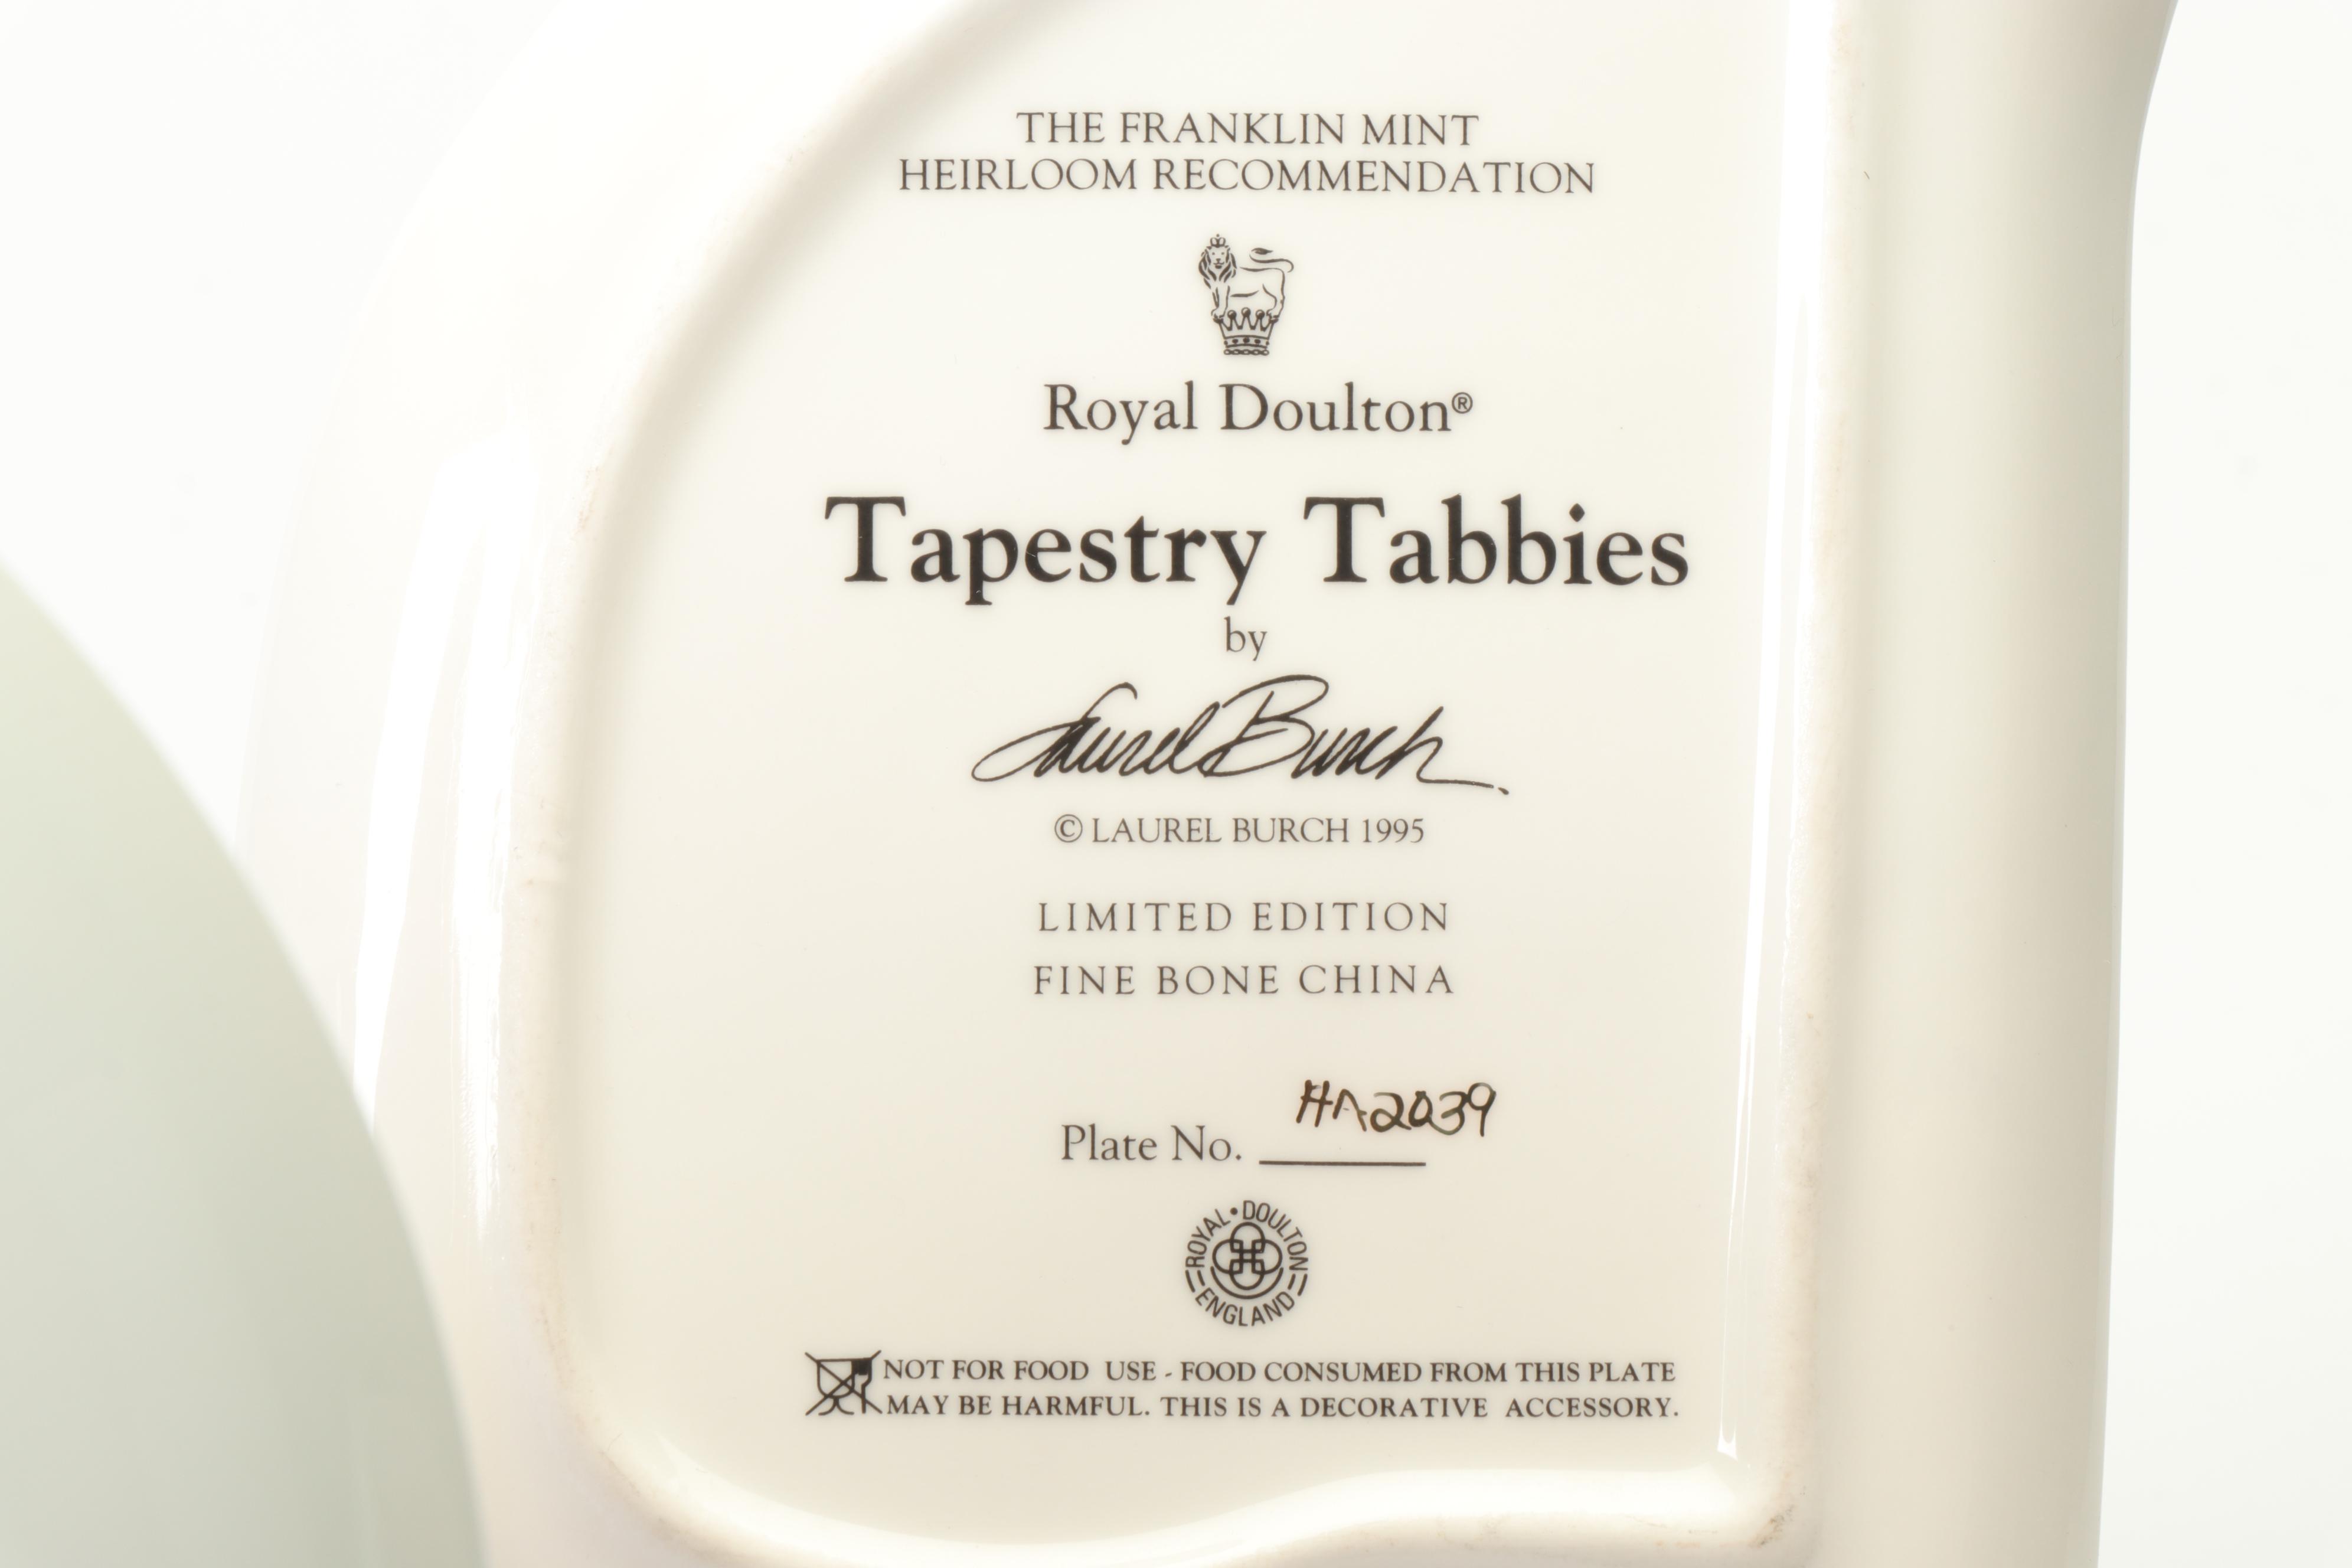 THE FRANKLIN MINT
HEIRLOOM RECOMMENDATION
Royal Doulton®
Tapestry Tabbies
by
Laurel Burch
© LAUREL BURCH 1995
LIMITED EDITION
FINE BONE CHINA
Plate No. HA2039
ROYAL • DOULTON
ENGLAND
NOT FOR FOOD USE - FOOD CONSUMED FROM THIS PLATE
MAY BE HARMFUL. THIS IS A DECORATIVE ACCESSORY.